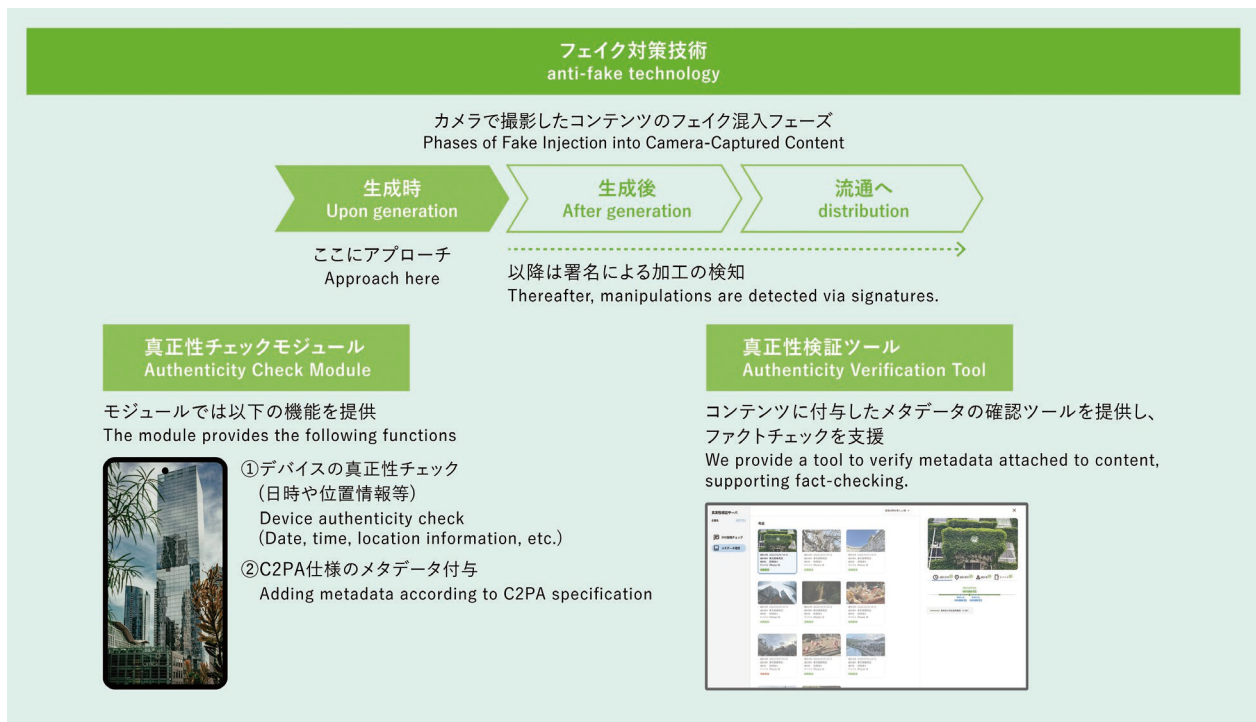 フェイク対策技術
anti-fake technology
カメラで撮影したコンテンツのフェイク混入フェーズ
Phases of Fake Injection into Camera-Captured Content
生成時
Upon generation
生成後
After generation
流通へ
distribution
ここにアプローチ
Approach here
以降は署名による加工の検知
Thereafter, manipulations are detected via signatures.
真正性チェックモジュール
Authenticity Check Module
モジュールでは以下の機能を提供
The module provides the following functions
①デバイスの真正性チェック
（日時や位置情報等）
Device authenticity check
(Date, time, location information, etc.)
②C2PA仕様のメタデータ付与
Adding metadata according to C2PA specification
真正性検証ツール
Authenticity Verification Tool
コンテンツに付与したメタデータの確認ツールを提供し、
ファクトチェックを支援
We provide a tool to verify metadata attached to content,
supporting fact-checking.